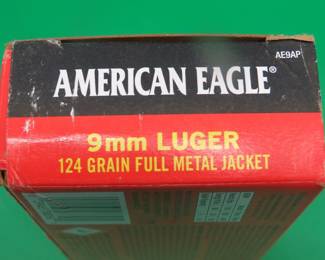 AE9AP
AMERICAN EAGLE®
9mm LUGER
124 GRAIN FULL METAL JACKET